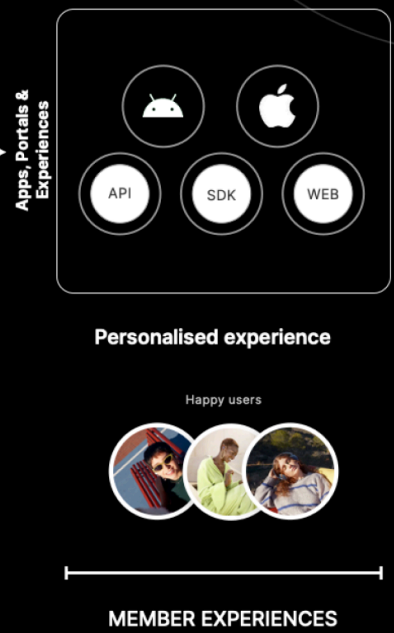 Apps, Portals &
Experiences
API
SDK
WEB
Personalised experience
Happy users
MEMBER EXPERIENCES